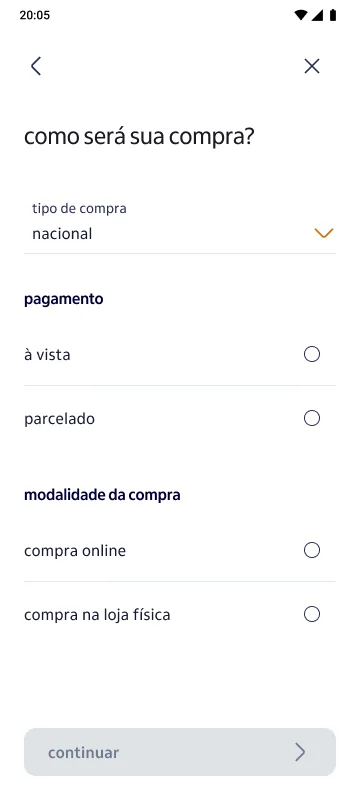 20:05
como será sua compra?
tipo de compra
nacional
pagamento
à vista
parcelado
modalidade da compra
compra online
compra na loja física
continuar